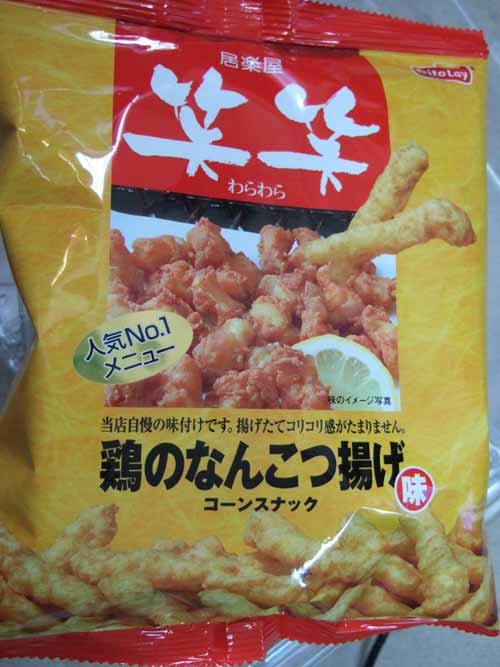 居楽屋
FritoLay
笑笑
わらわら
人気No.1
メニュー
味のイメージ写真
当店自慢の味付けです。揚げたてコリコリ感がたまりません。
鶏のなんこつ揚げ味
コーンスナック